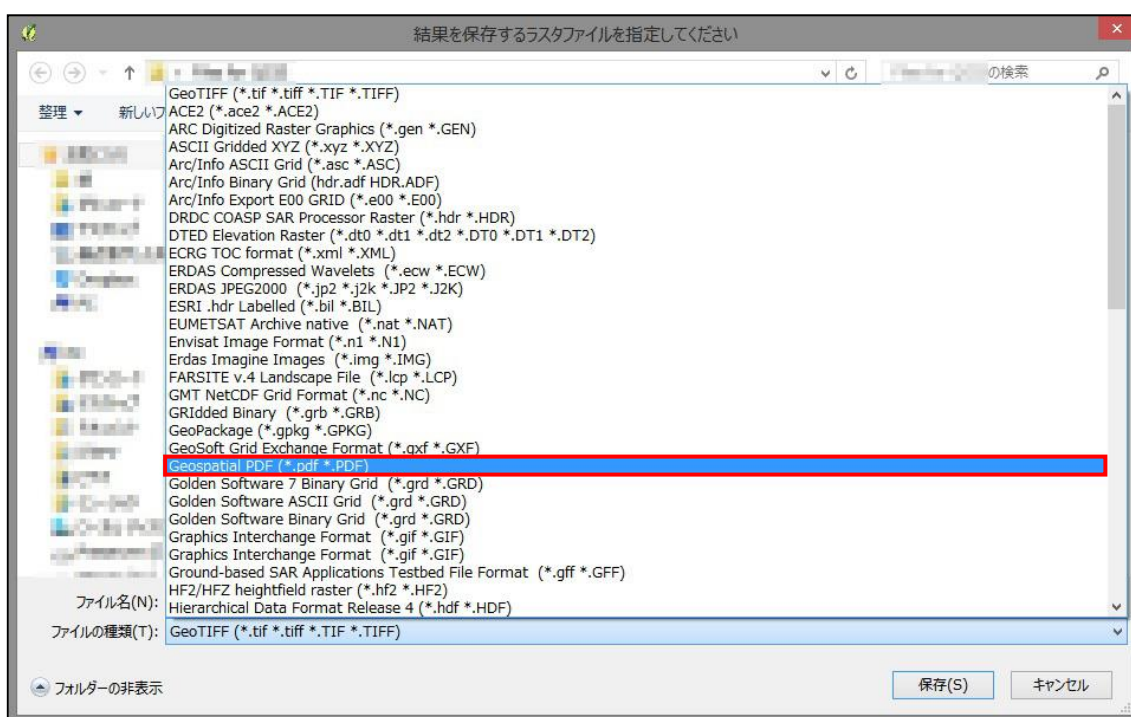 結果を保存するラスタファイルを指定してください
の検索
整理 新しいフ
GeoTIFF (*.tif *.tiff *.TIF *.TIFF)
ACE2 (*.ace2 *.ACE2)
ARC Digitized Raster Graphics (*.gen *.GEN)
ASCII Gridded XYZ (*.xyz *.XYZ)
Arc/Info ASCII Grid (*.asc *.ASC)
Arc/Info Binary Grid (hdr.adf HDR.ADF)
Arc/Info Export E00 GRID (*.e00 *.E00)
DRDC COASP SAR Processor Raster (*.hdr *.HDR)
DTED Elevation Raster (*.dt0 *.dt1 *.dt2 *.DT0 *.DT1 *.DT2)
ECRG TOC format (*.xml *.XML)
ERDAS Compressed Wavelets (*.ecw *.ECW)
ERDAS JPEG2000 (*.jp2 *.j2k *.JP2 *.J2K)
ESRI .hdr Labelled (*.bil *.BIL)
EUMETSAT Archive native (*.nat *.NAT)
Envisat Image Format (*.n1 *.N1)
Erdas Imagine Images (*.img *.IMG)
FARSITE v.4 Landscape File (*.lcp *.LCP)
GMT NetCDF Grid Format (*.nc *.NC)
GRIdded Binary (*.grb *.GRB)
GeoPackage (*.gpkg *.GPKG)
GeoSoft Grid Exchange Format (*.gxf *.GXF)
Geospatial PDF (*.pdf *.PDF)
Golden Software 7 Binary Grid (*.grd *.GRD)
Golden Software ASCII Grid (*.grd *.GRD)
Golden Software Binary Grid (*.grd *.GRD)
Graphics Interchange Format (*.gif *.GIF)
Graphics Interchange Format (*.gif *.GIF)
Ground-based SAR Applications Testbed File Format (*.gff *.GFF)
HF2/HFZ heightfield raster (*.hf2 *.HF2)
Hierarchical Data Format Release 4 (*.hdf *.HDF)
ファイル名(N):
ファイルの種類(T): GeoTIFF (*.tif *.tiff *.TIF *.TIFF)
フォルダーの非表示 保存(S) キャンセル